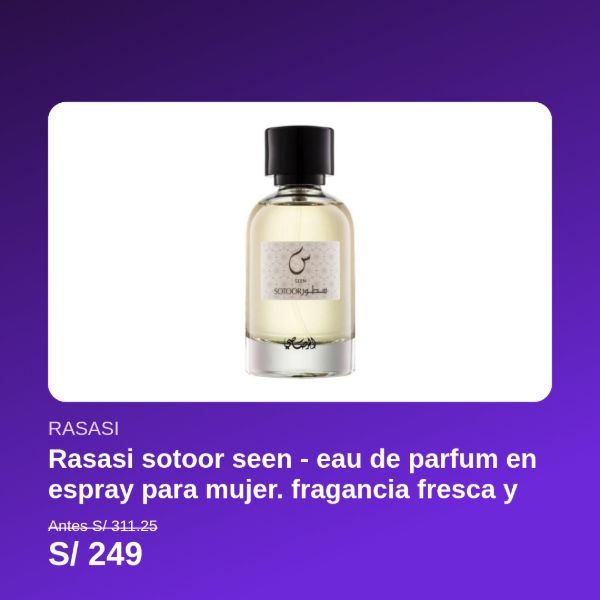 س
SEEN
SOTOOR سطور
الرصاصي
RASASI
Rasasi sotoor seen - eau de parfum en
espray para mujer. fragancia fresca y
Antes S/ 311.25
S/ 249